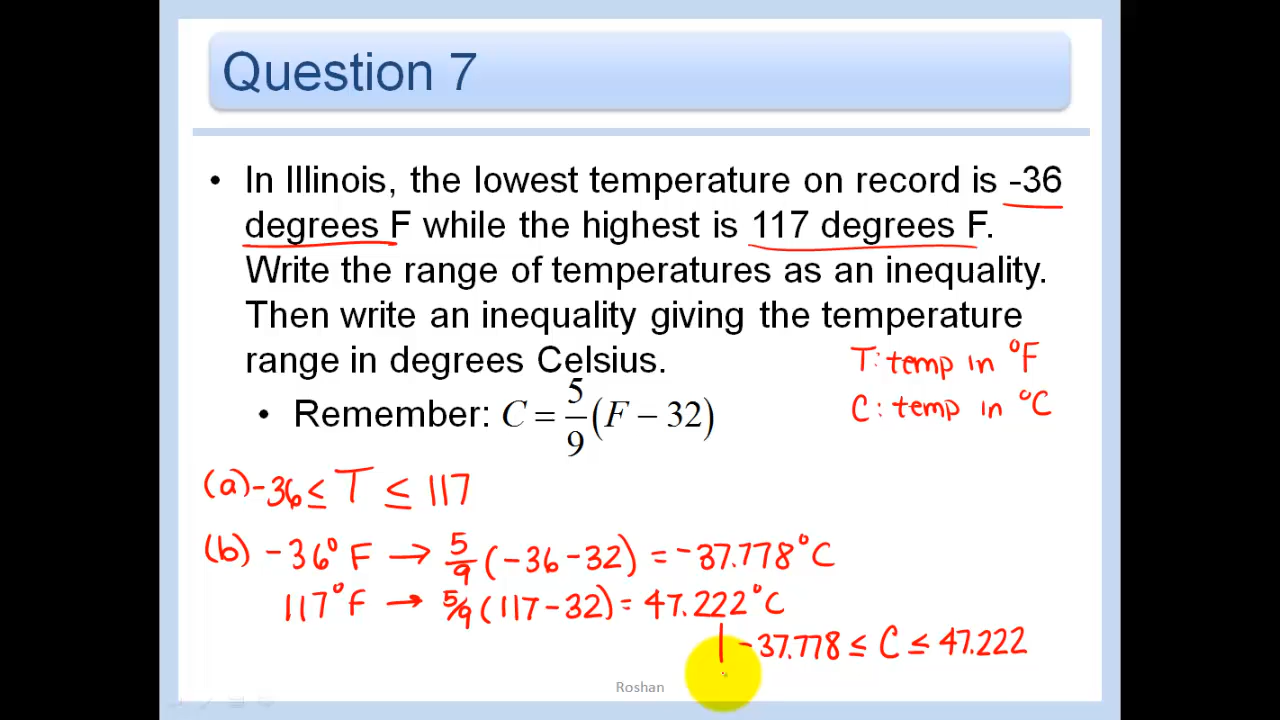 Question 7
• In Illinois, the lowest temperature on record is -36
degrees F while the highest is 117 degrees F.
Write the range of temperatures as an inequality.
Then write an inequality giving the temperature
range in degrees Celsius.
T: temp in °F
C: temp in °C
• Remember: C = 5/9 (F − 32)
(a) -36 ≤ T ≤ 117
(b) -36°F → 5/9 (-36-32) = -37.778°C
117°F → 5/9 (117-32) = 47.222°C
-37.778 ≤ C ≤ 47.222
Roshan